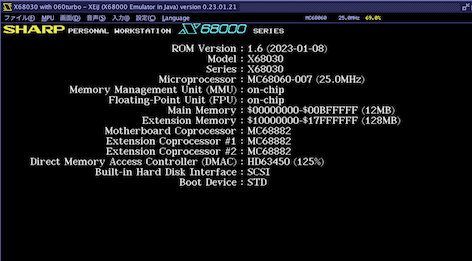 X68030 with 060turbo - XEiJ (X68000 Emulator in Java) version 0.23.01.21
ファイル(F) MPU 画面(D) 音声(S) 入力(I) 設定(C) Language MC68060 25.0MHz 69.0%
SHARP PERSONAL WORKSTATION X68000 SERIES
ROM Version : 1.6 (2023-01-08)
Model : X68030
Series : X68030
Microprocessor : MC68060-007 (25.0MHz)
Memory Management Unit (MMU) : on-chip
Floating-Point Unit (FPU) : on-chip
Main Memory : $00000000-$00BFFFFF (12MB)
Extension Memory : $10000000-$17FFFFFF (128MB)
Motherboard Coprocessor : MC68882
Extension Coprocessor #1 : MC68882
Extension Coprocessor #2 : MC68882
Direct Memory Access Controller (DMAC) : HD63450 (125%)
Built-in Hard Disk Interface : SCSI
Boot Device : STD